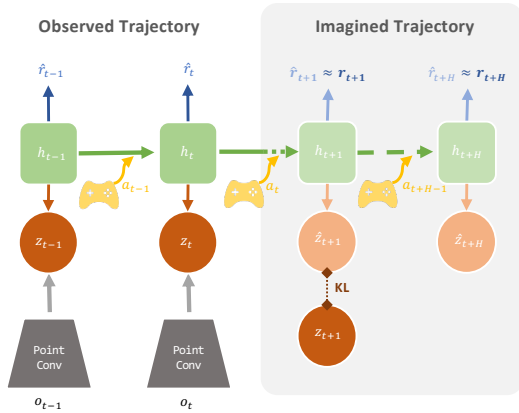 Observed Trajectory
Imagined Trajectory
r̂ₜ₋₁
r̂ₜ
r̂ₜ₊₁ ≈ rₜ₊₁
r̂ₜ₊H ≈ rₜ₊H
hₜ₋₁
hₜ
hₜ₊₁
hₜ₊H
aₜ₋₁
aₜ
aₜ₊H₋₁
zₜ₋₁
zₜ
ẑₜ₊₁
ẑₜ₊H
KL
zₜ₊₁
Point
Conv
Point
Conv
oₜ₋₁
oₜ